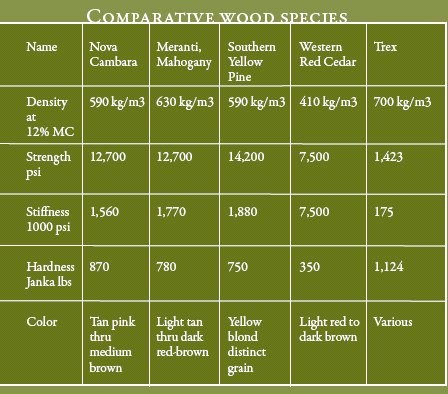 Comparative wood species
Name Nova Cambara Meranti, Mahogany Southern Yellow Pine Western Red Cedar Trex
Density at 12% MC 590 kg/m3 630 kg/m3 590 kg/m3 410 kg/m3 700 kg/m3
Strength psi 12,700 12,700 14,200 7,500 1,423
Stiffness 1000 psi 1,560 1,770 1,880 7,500 175
Hardness Janka lbs 870 780 750 350 1,124
Color Tan pink thru medium brown Light tan thru dark red-brown Yellow blond distinct grain Light red to dark brown Various